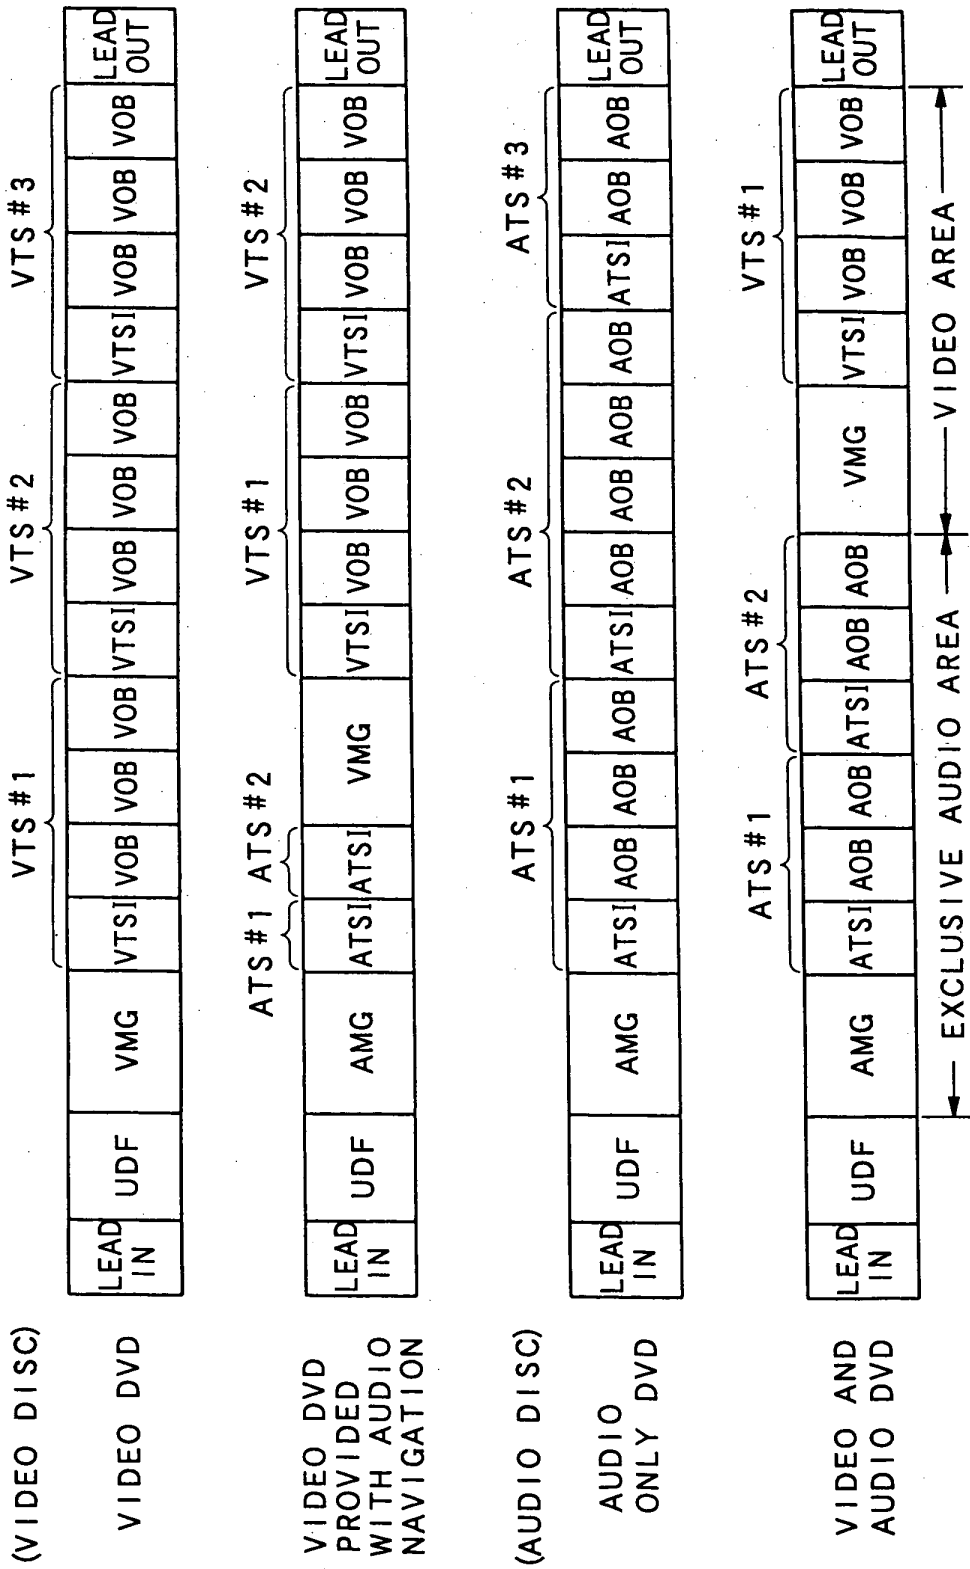 (VIDEO DISC)
VTS#1 VTS#2 VTS#3
VIDEO DVD
LEAD IN UDF VMG VTSI VOB VOB VOB VTSI VOB VOB VOB VTSI VOB VOB VOB LEAD OUT
ATS#1 ATS#2 VTS#1 VTS#2
VIDEO DVD
PROVIDED
WITH AUDIO
NAVIGATION
LEAD IN UDF AMG ATSI ATSI VMG VTSI VOB VOB VOB VTSI VOB VOB VOB LEAD OUT
(AUDIO DISC)
ATS#1 ATS#2 ATS#3
AUDIO
ONLY DVD
LEAD IN UDF AMG ATSI AOB AOB AOB ATSI AOB AOB AOB AOB ATSI AOB AOB LEAD OUT
ATS#1 ATS#2 VTS#1
VIDEO AND
AUDIO DVD
LEAD IN UDF AMG ATSI AOB AOB ATSI AOB AOB VMG VTSI VOB VOB VOB LEAD OUT
EXCLUSIVE AUDIO AREA VIDEO AREA